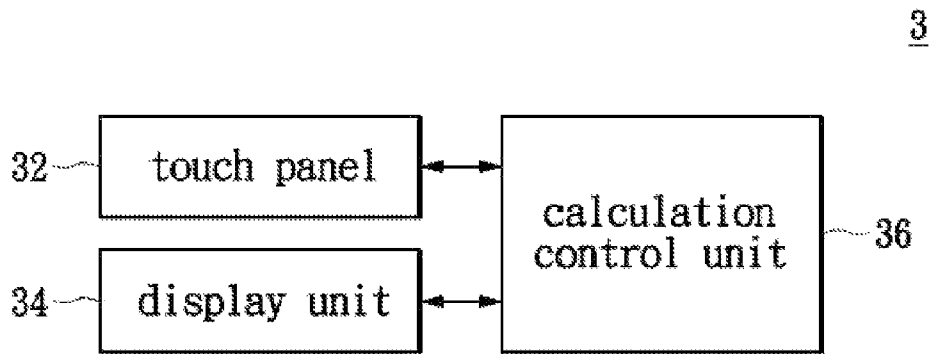 3
32
touch panel
calculation
control unit
36
34
display unit